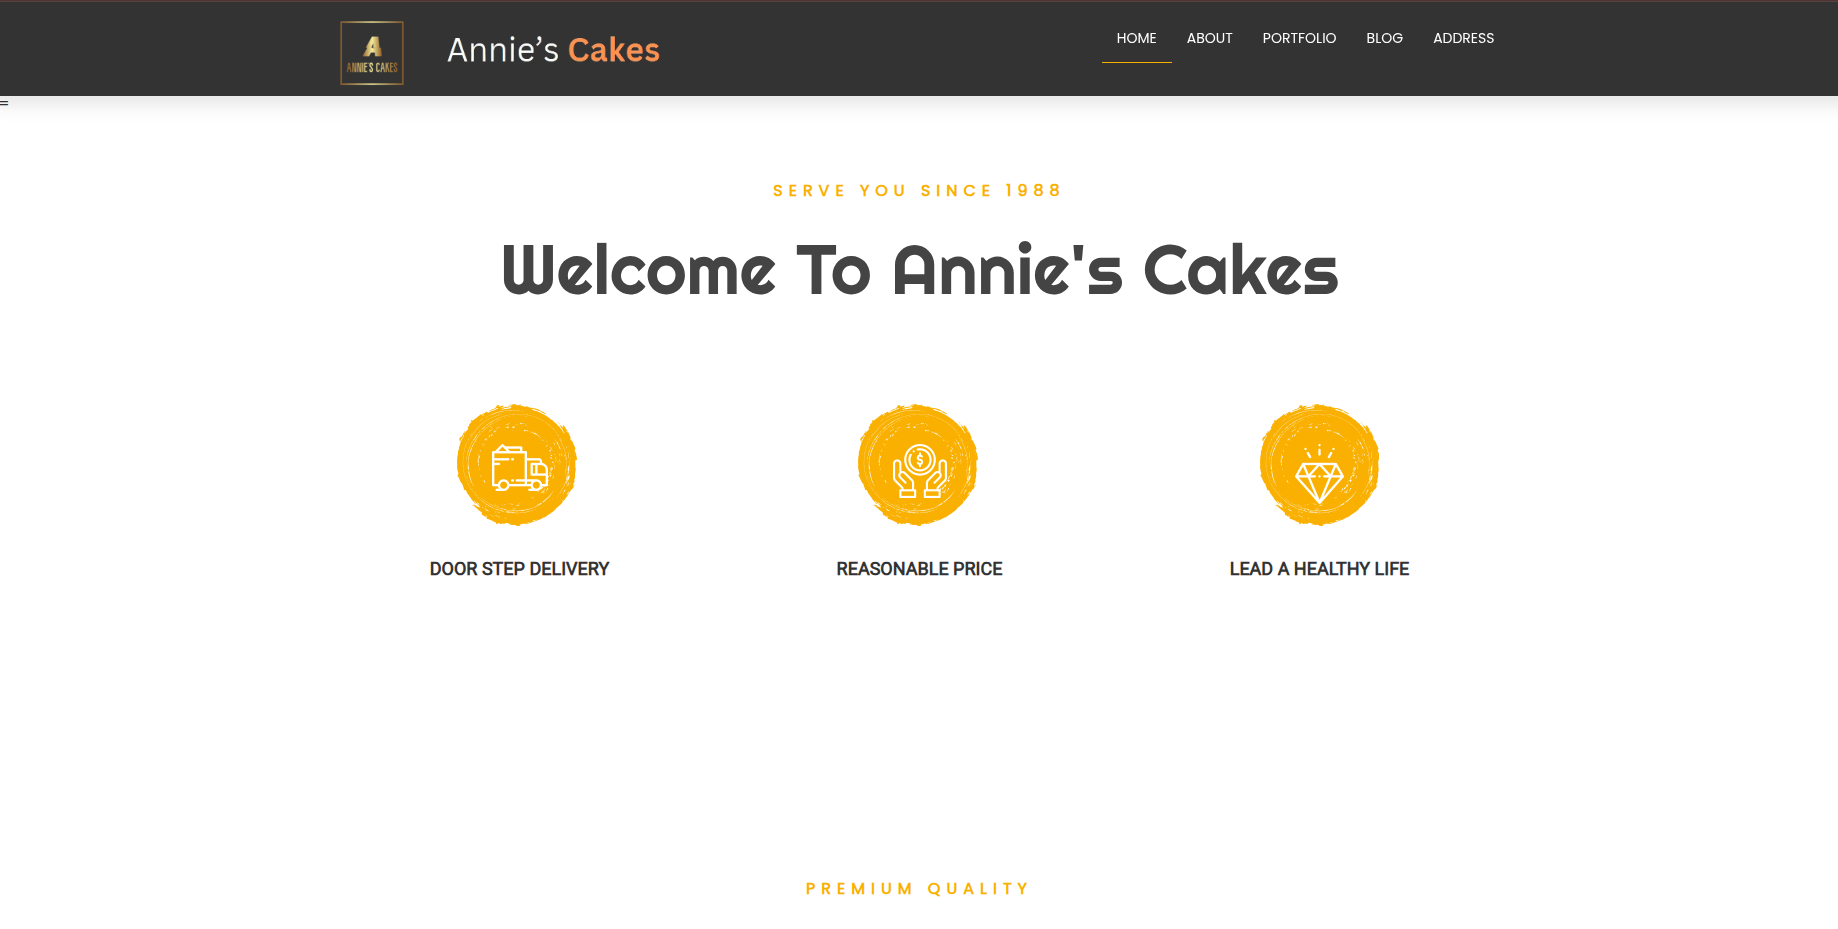 A
ANNIE'S CAKES
Annie’s Cakes
HOME ABOUT PORTFOLIO BLOG ADDRESS
=
SERVE YOU SINCE 1988
Welcome To Annie's Cakes
$
DOOR STEP DELIVERY REASONABLE PRICE LEAD A HEALTHY LIFE
PREMIUM QUALITY